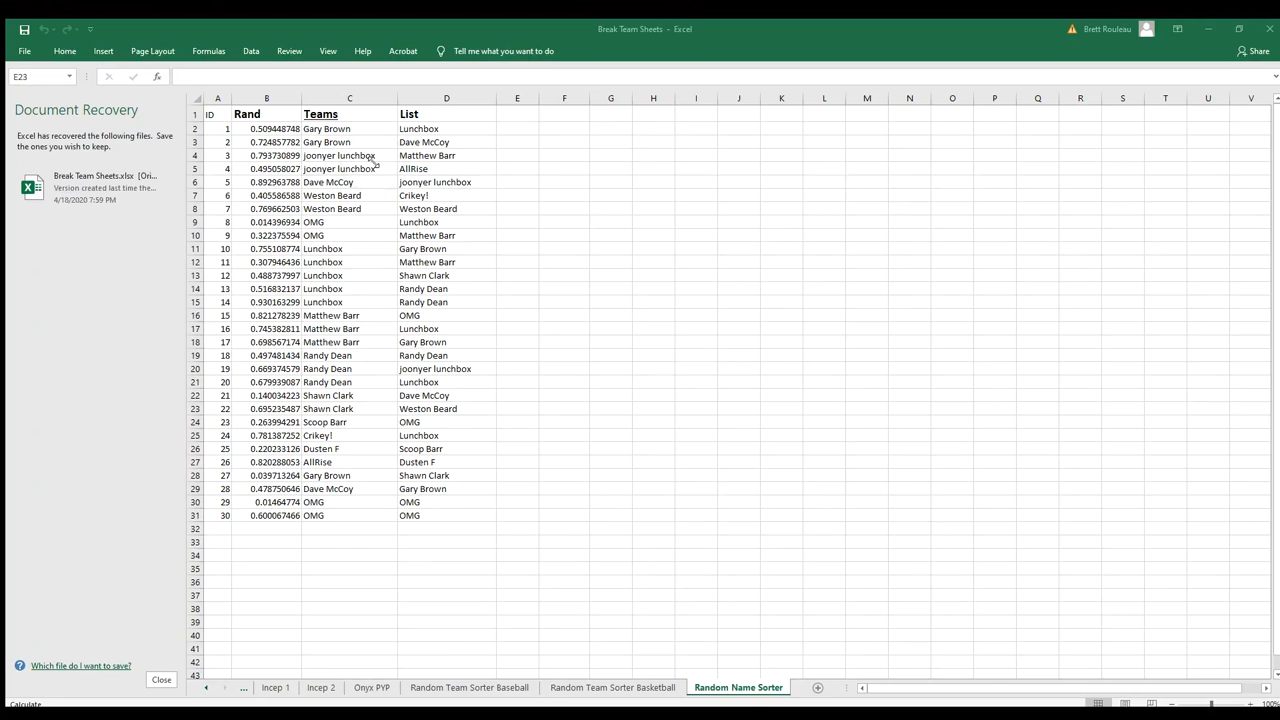 Break Team Sheets - Excel
Brett Rouleau
File Home Insert Page Layout Formulas Data Review View Help Acrobat Tell me what you want to do Share
E23 fx
Document Recovery
Excel has recovered the following files. Save
the ones you wish to keep.
Break Team Sheets.xlsx [Ori...
Version created last time the...
4/18/2020 7:59 PM
Which file do I want to save?
Close
A B C D E F G H I J K L M N O P Q R S T U V
1 ID Rand Teams List
2 1 0.509448748 Gary Brown Lunchbox
3 2 0.724857782 Gary Brown Dave McCoy
4 3 0.793730899 joonyer lunchbox Matthew Barr
5 4 0.495058027 joonyer lunchbox AllRise
6 5 0.892963788 Dave McCoy joonyer lunchbox
7 6 0.405586588 Weston Beard Crikey!
8 7 0.769662503 Weston Beard Weston Beard
9 8 0.014396934 OMG Lunchbox
10 9 0.322375594 OMG Matthew Barr
11 10 0.755108774 Lunchbox Gary Brown
12 11 0.307946436 Lunchbox Matthew Barr
13 12 0.488737997 Lunchbox Shawn Clark
14 13 0.516832137 Lunchbox Randy Dean
15 14 0.930163299 Lunchbox Randy Dean
16 15 0.821278239 Matthew Barr OMG
17 16 0.745382811 Matthew Barr Lunchbox
18 17 0.698567174 Matthew Barr Gary Brown
19 18 0.497481434 Randy Dean Randy Dean
20 19 0.669374579 Randy Dean joonyer lunchbox
21 20 0.679939087 Randy Dean Lunchbox
22 21 0.140034223 Shawn Clark Dave McCoy
23 22 0.695235487 Shawn Clark Weston Beard
24 23 0.263994291 Scoop Barr OMG
25 24 0.781387252 Crikey! Lunchbox
26 25 0.220233126 Dusten F Scoop Barr
27 26 0.820288053 AllRise Dusten F
28 27 0.039713264 Gary Brown Shawn Clark
29 28 0.478750646 Dave McCoy Gary Brown
30 29 0.01464774 OMG OMG
31 30 0.600067466 OMG OMG
32
33
34
35
36
37
38
39
40
41
42
43
... Incep 1 Incep 2 Onyx PYP Random Team Sorter Baseball Random Team Sorter Basketball Random Name Sorter
Calculate 100%